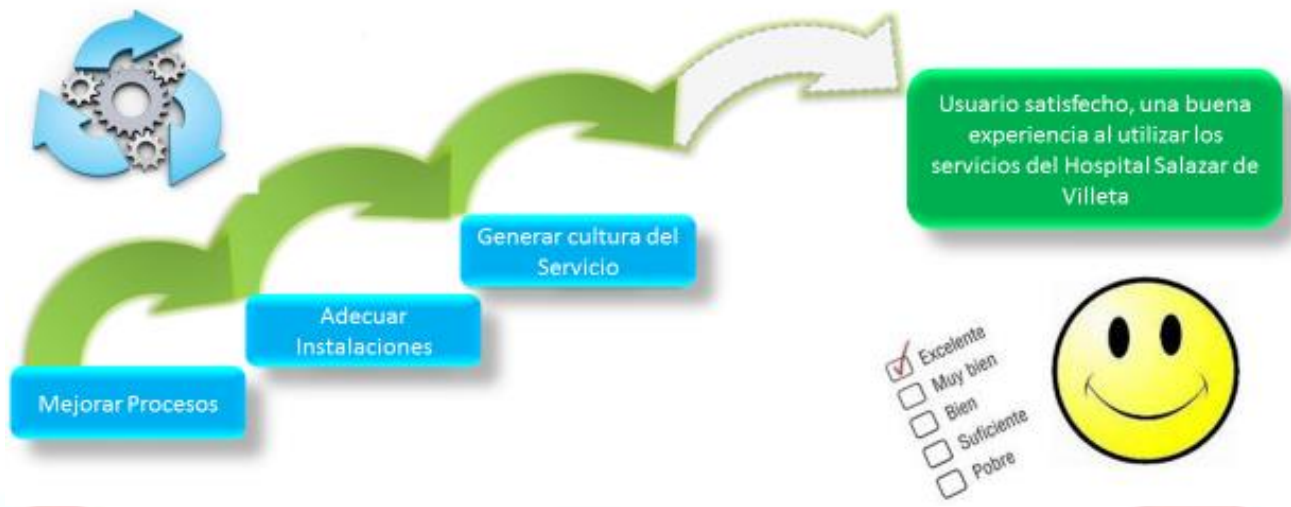 Usuario satisfecho, una buena
experiencia al utilizar los
servicios del Hospital Salazar de
Villeta
Generar cultura del
Servicio
Adecuar
Instalaciones
Mejorar Procesos
Excelente
Muy bien
Bien
Suficiente
Pobre